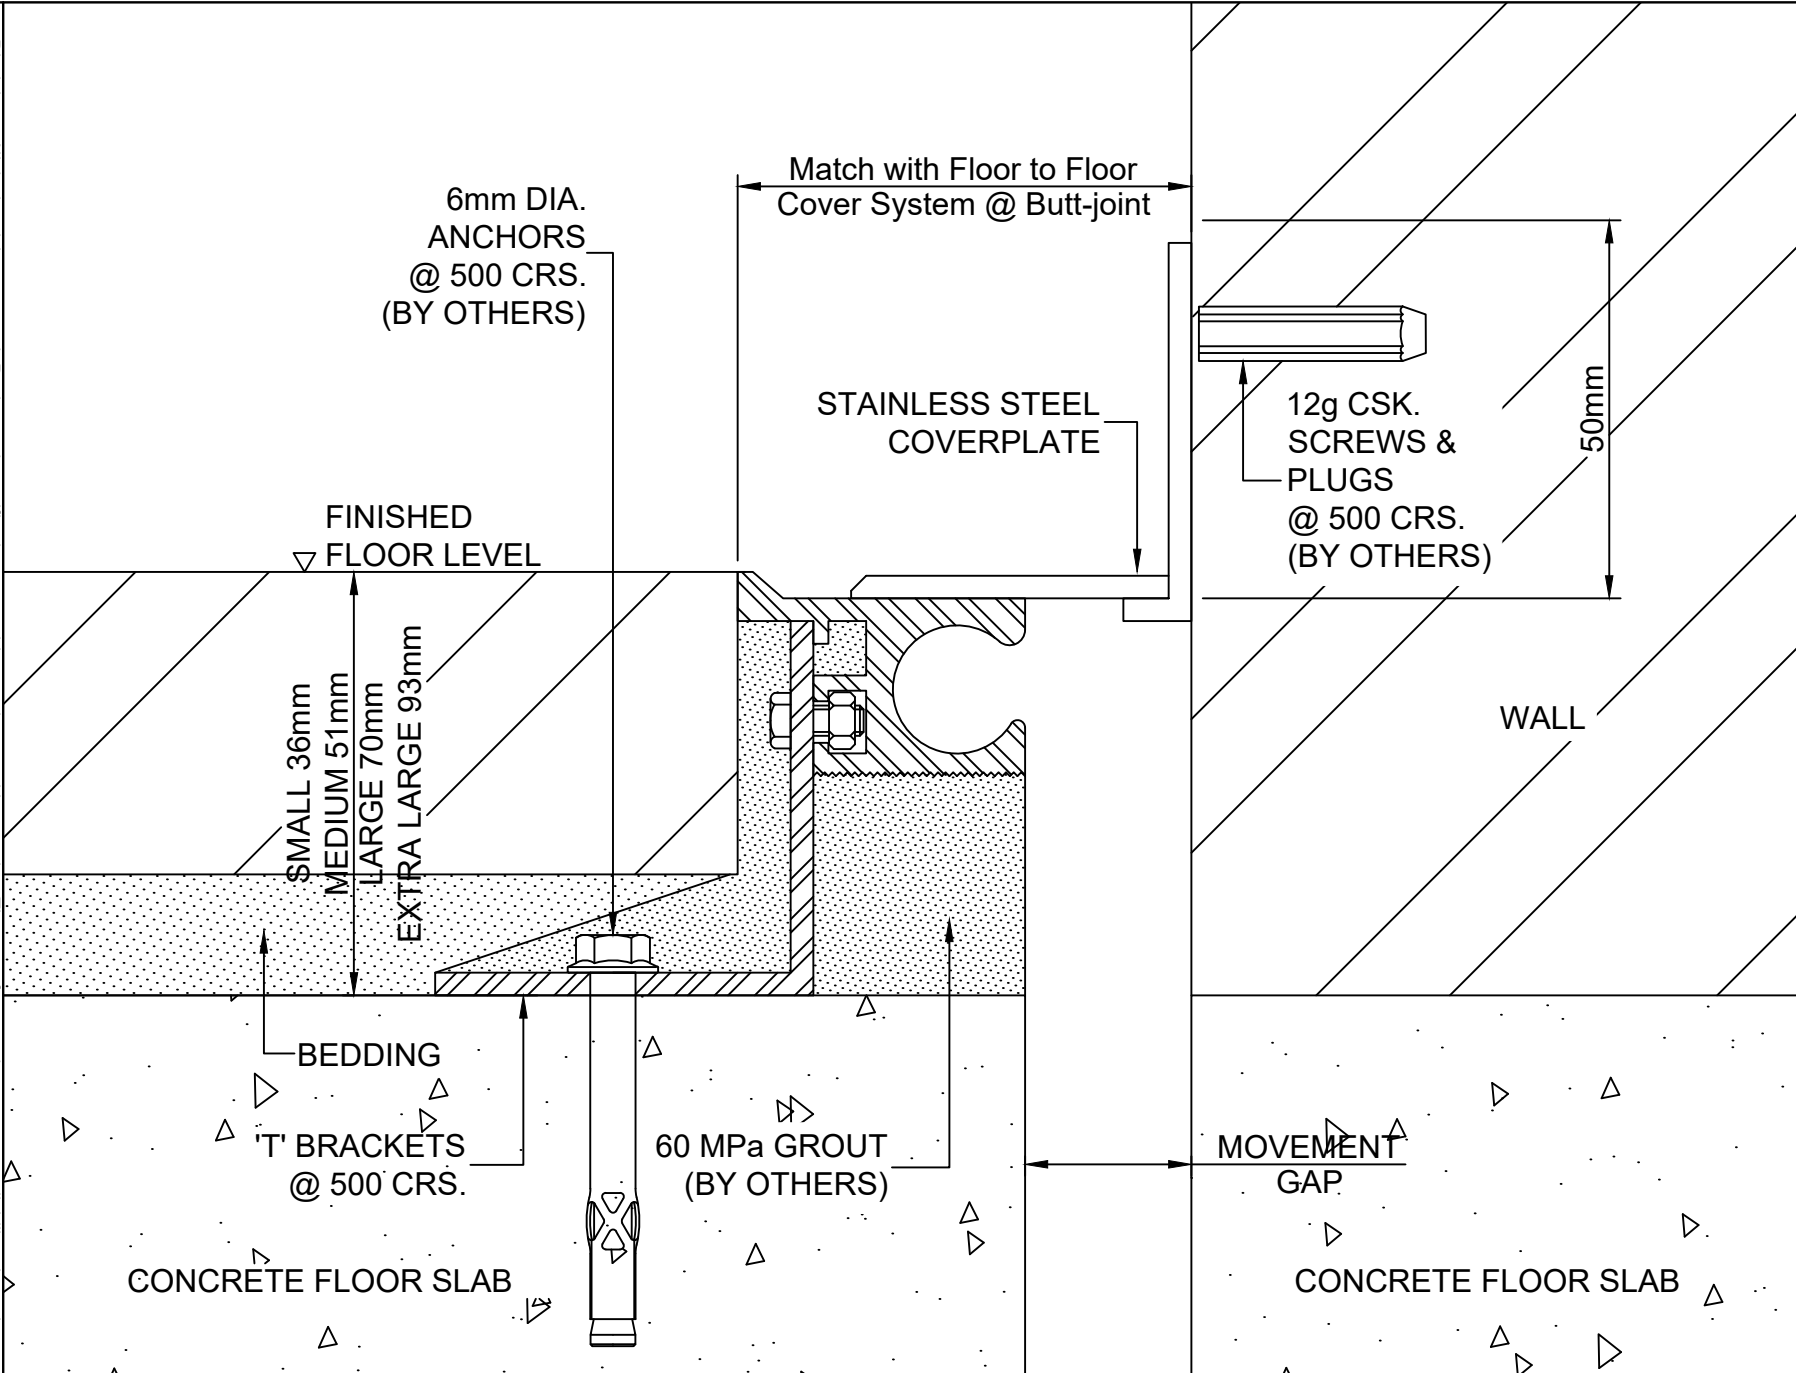 Match with Floor to Floor
Cover System @ Butt-joint
6mm DIA.
ANCHORS
@ 500 CRS.
(BY OTHERS)
STAINLESS STEEL
COVERPLATE
12g CSK.
SCREWS &
PLUGS
@ 500 CRS.
(BY OTHERS)
50mm
FINISHED
FLOOR LEVEL
SMALL 36mm
MEDIUM 51mm
LARGE 70mm
EXTRA LARGE 93mm
WALL
BEDDING
'T' BRACKETS
@ 500 CRS.
60 MPa GROUT
(BY OTHERS)
MOVEMENT
GAP
CONCRETE FLOOR SLAB
CONCRETE FLOOR SLAB